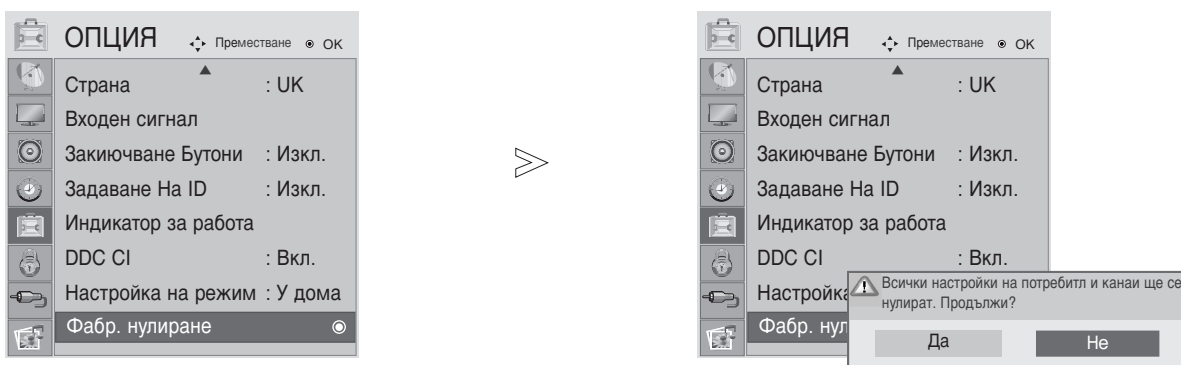 ОПЦИЯ Преместване OK
Страна : UK
Входен сигнал
Закиючване Бутони : Изкл.
Задаване На ID : Изкл.
Индикатор за работа
DDC CI : Вкл.
Настройка на режим : У дома
Фабр. нулиране
ОПЦИЯ Преместване OK
Страна : UK
Входен сигнал
Закиючване Бутони : Изкл.
Задаване На ID : Изкл.
Индикатор за работа
DDC CI : Вкл.
Настройка
Фабр. нул
Всички настройки на потребитл и канаи ще се
нулират. Продължи?
Да Не